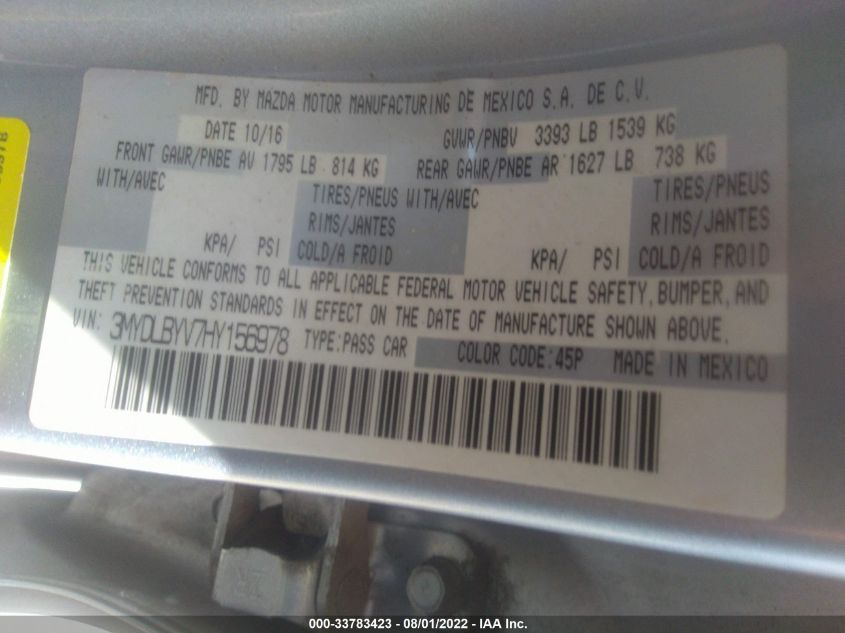 MFD. BY MAZDA MOTOR MANUFACTURING DE MEXICO S.A. DE C.V.
DATE 10/16 GVWR/PNBV 3393 LB 1539 KG
FRONT GAWR/PNBE AV 1795 LB 814 KG REAR GAWR/PNBE AR 1627 LB 738 KG
WITH/AVEC TIRES/PNEUS WITH/AVEC TIRES/PNEUS
RIMS/JANTES RIMS/JANTES
KPA/ PSI COLD/A FROID KPA/ PSI COLD/A FROID
THIS VEHICLE CONFORMS TO ALL APPLICABLE FEDERAL MOTOR VEHICLE SAFETY, BUMPER, AND
THEFT PREVENTION STANDARDS IN EFFECT ON THE DATE OF MANUFACTURE SHOWN ABOVE.
VIN: 3MYDLBYV7HY156978 TYPE:PASS CAR COLOR CODE:45P MADE IN MEXICO
000-33783423 - 08/01/2022 - IAA Inc.